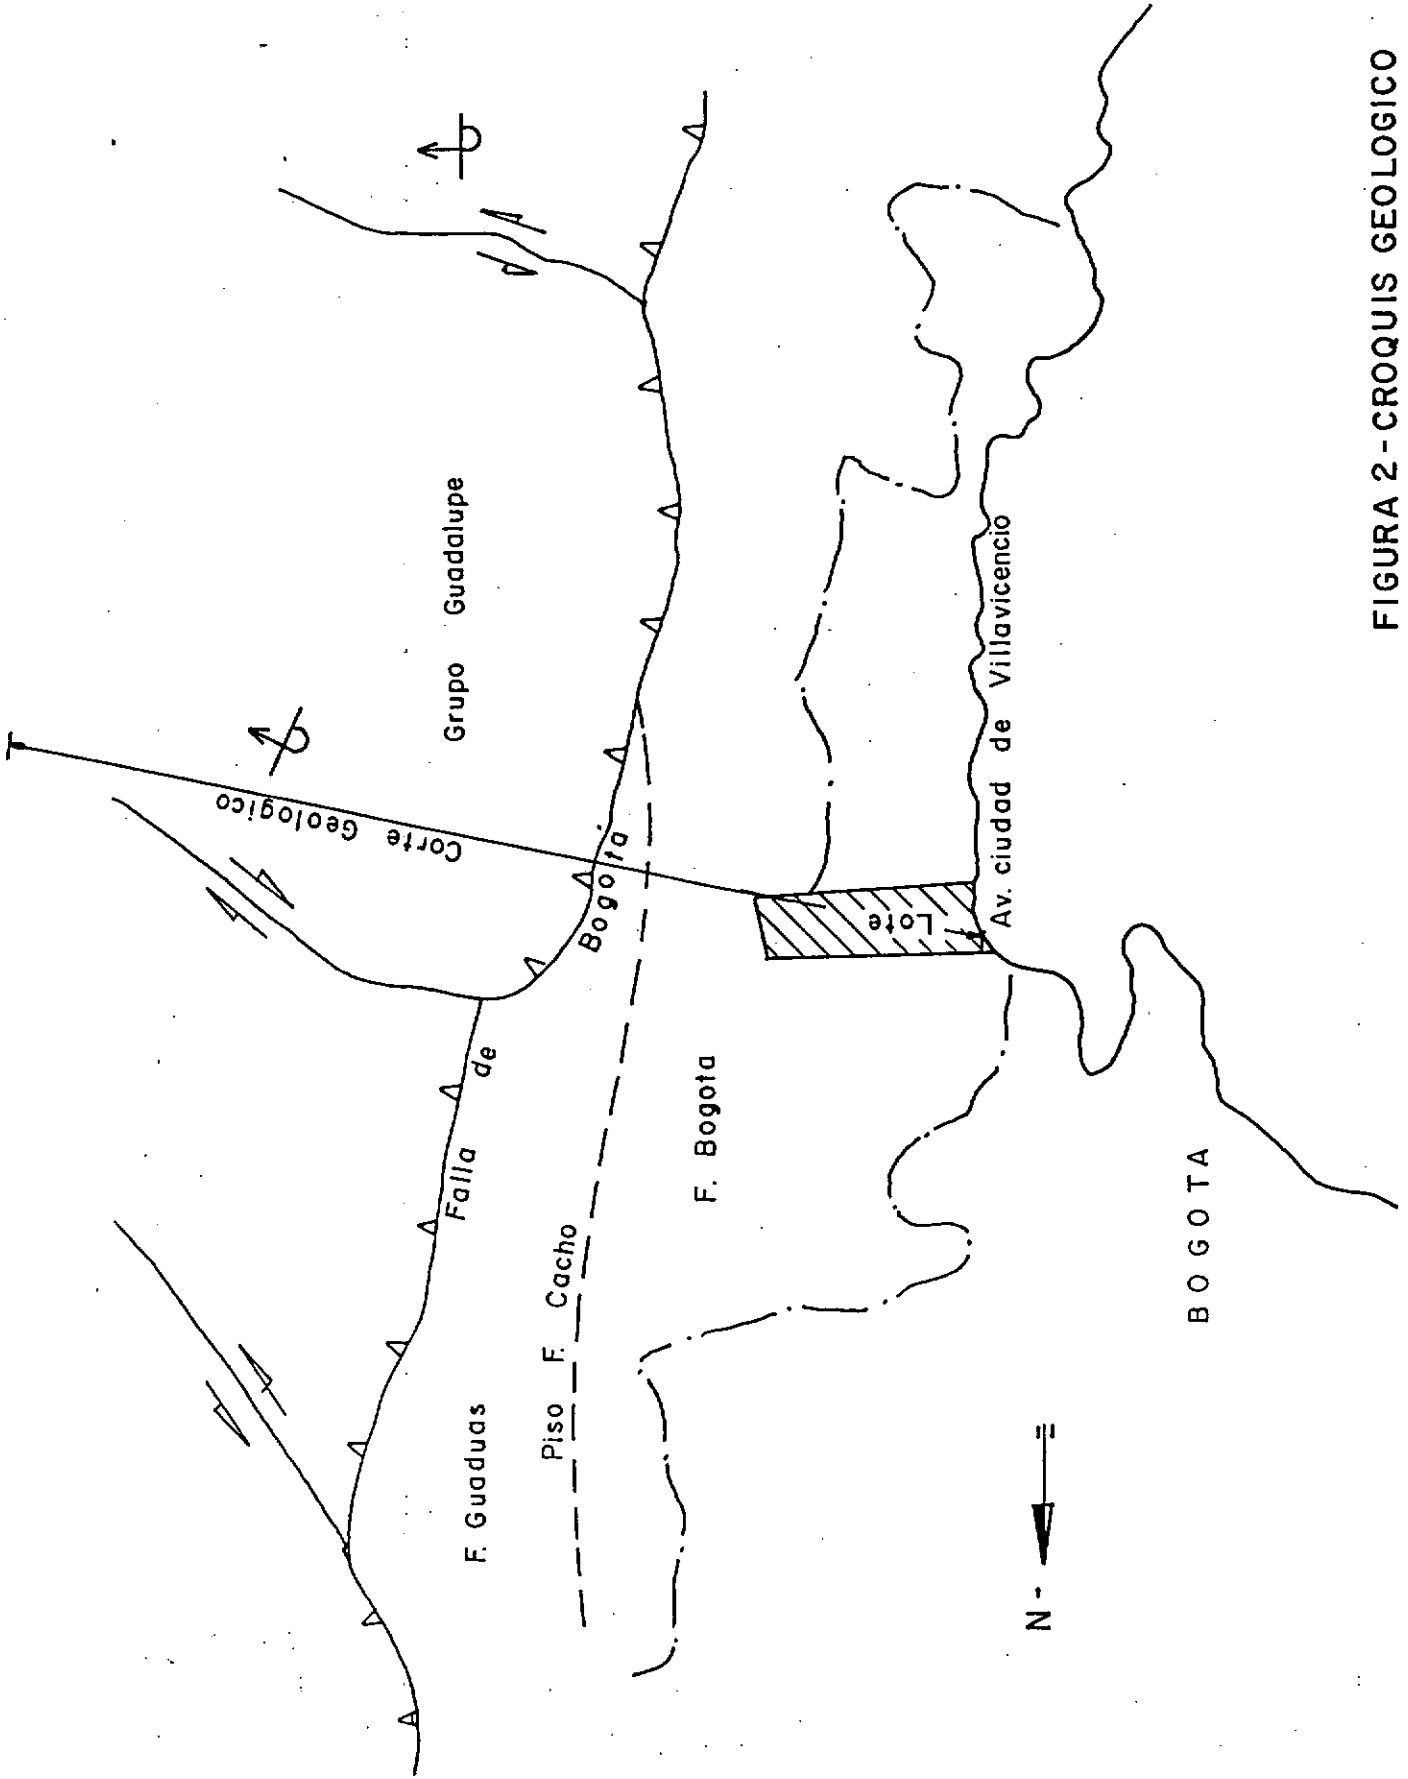 Grupo Guadalupe
Corte Geologico
Falla de Bogotá
F. Guaduas
Piso F. Cacho
F. Bogota
Lote
Av. ciudad de Villavicencio
BOGOTA
N
FIGURA 2 - CROQUIS GEOLOGICO